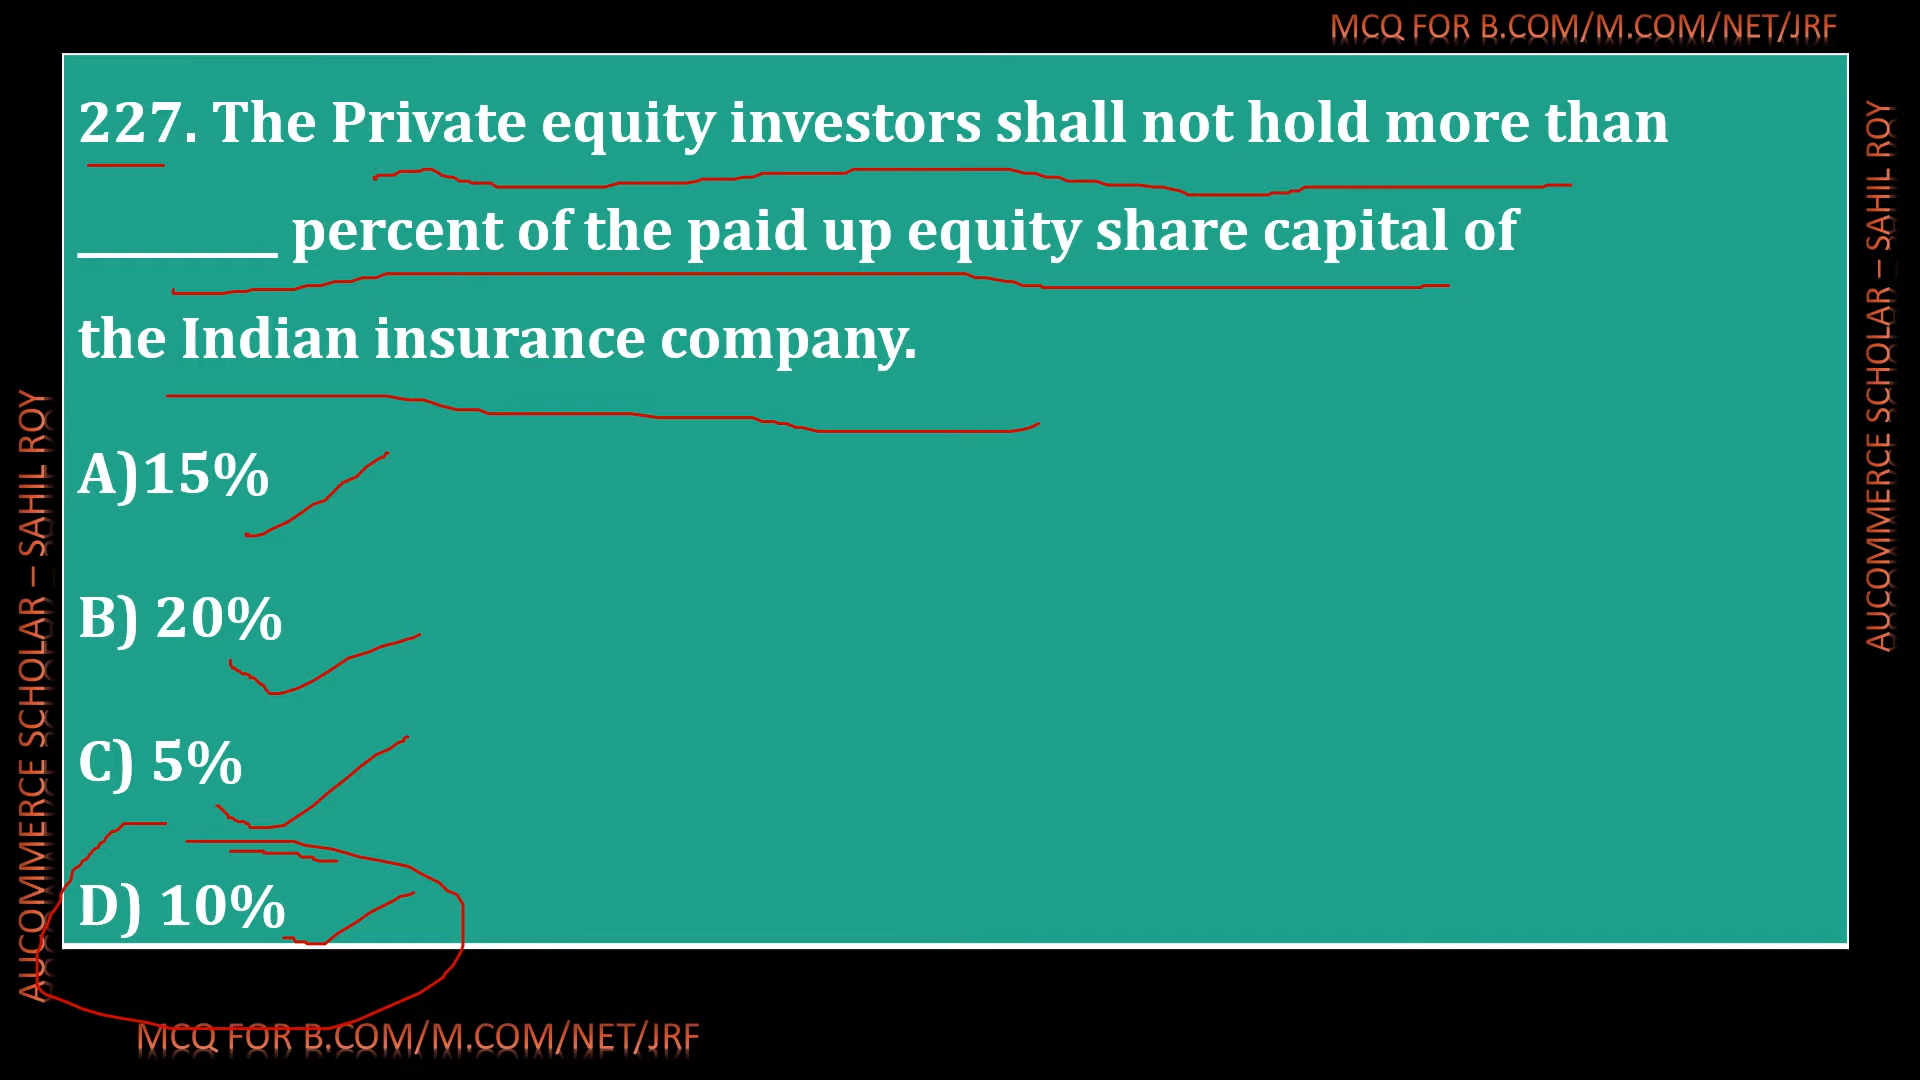 MCQ FOR B.COM/M.COM/NET/JRF
227. The Private equity investors shall not hold more than
________ percent of the paid up equity share capital of
the Indian insurance company.
A)15%
B) 20%
C) 5%
D) 10%
AUCOMMERCE SCHOLAR – SAHIL ROY
AUCOMMERCE SCHOLAR – SAHIL ROY
MCQ FOR B.COM/M.COM/NET/JRF